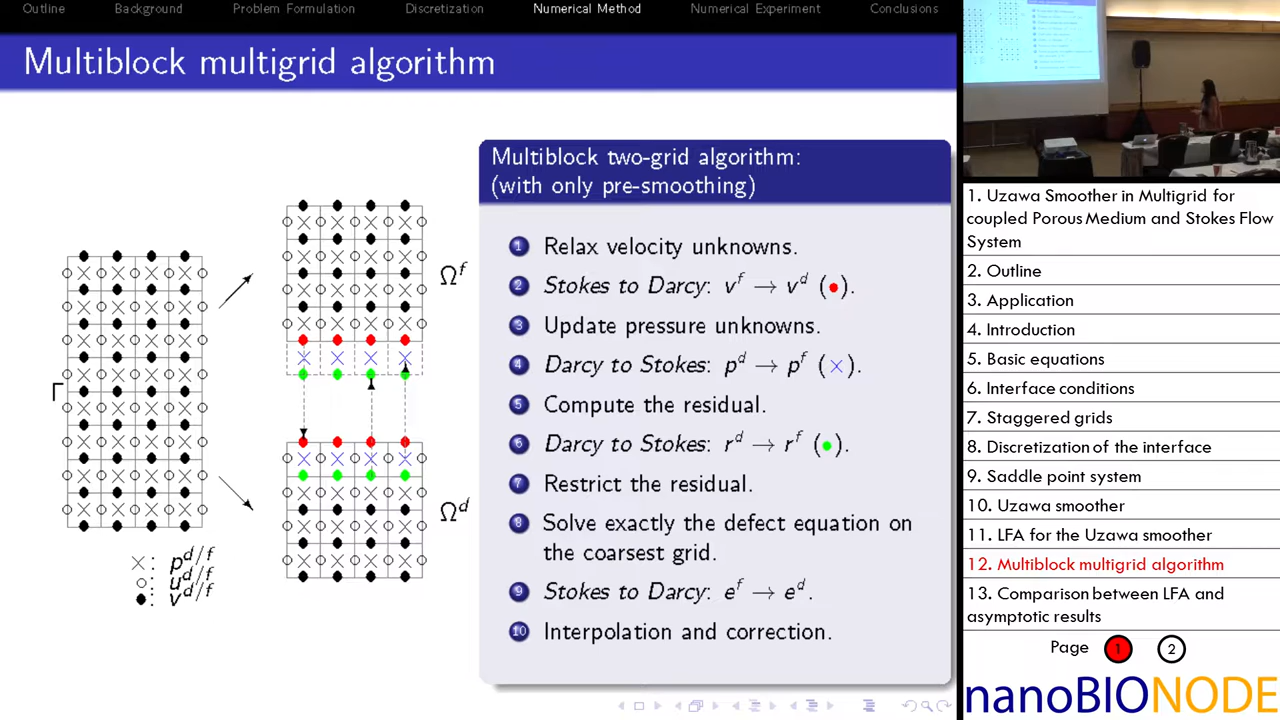 Outline Background Problem Formulation Discretization Numerical Method Numerical Experiment Conclusions
Multiblock multigrid algorithm
Γ
Ω^f
Ω^d
×: p^{d/f}
○: u^{d/f}
●: v^{d/f}
Multiblock two-grid algorithm:
(with only pre-smoothing)
1 Relax velocity unknowns.
2 Stokes to Darcy: v^f → v^d (●).
3 Update pressure unknowns.
4 Darcy to Stokes: p^d → p^f (×).
5 Compute the residual.
6 Darcy to Stokes: r^d → r^f (●).
7 Restrict the residual.
8 Solve exactly the defect equation on
the coarsest grid.
9 Stokes to Darcy: e^f → e^d.
10 Interpolation and correction.
1. Uzawa Smoother in Multigrid for
coupled Porous Medium and Stokes Flow
System
2. Outline
3. Application
4. Introduction
5. Basic equations
6. Interface conditions
7. Staggered grids
8. Discretization of the interface
9. Saddle point system
10. Uzawa smoother
11. LFA for the Uzawa smoother
12. Multiblock multigrid algorithm
13. Comparison between LFA and
asymptotic results
Page 1 2
nanoBIONODE